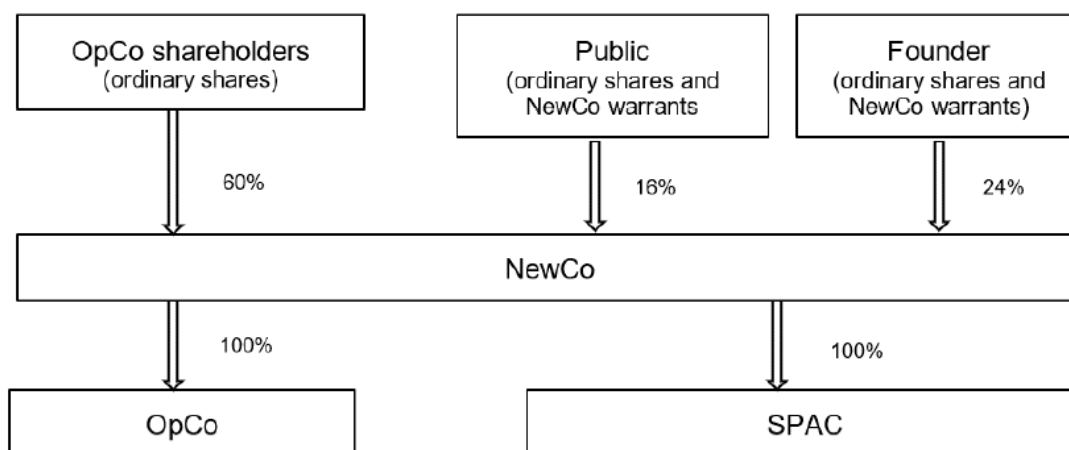 OpCo shareholders
(ordinary shares)
Public
(ordinary shares and
NewCo warrants
Founder
(ordinary shares and
NewCo warrants)
60%
16%
24%
NewCo
100%
100%
OpCo
SPAC